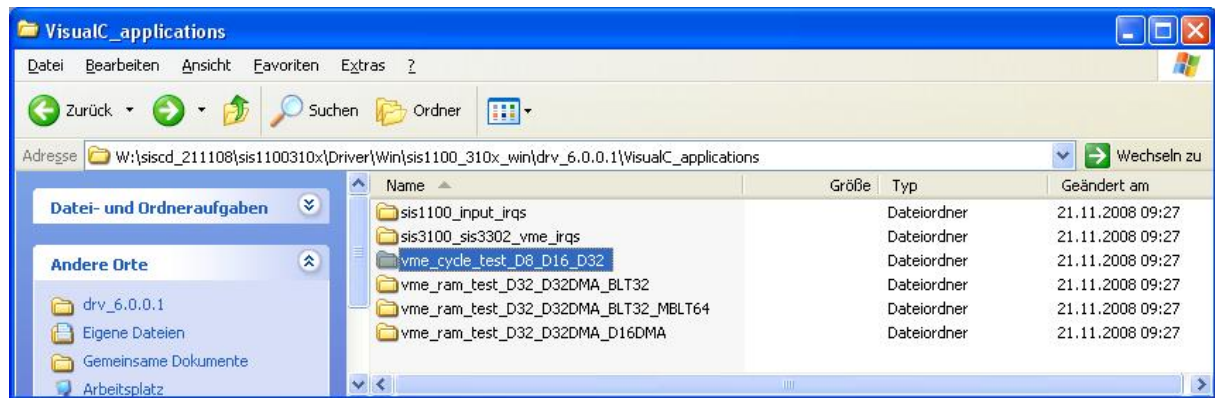 VisualC_applications
Datei Bearbeiten Ansicht Favoriten Extras ?
Zurück Suchen Ordner
Adresse W:\siscd_211108\sis1100310x\Driver\Win\sis1100_310x_win\drv_6.0.0.1\VisualC_applications Wechseln zu
Datei- und Ordneraufgaben
Andere Orte
drv_6.0.0.1
Eigene Dateien
Gemeinsame Dokumente
Arbeitsplatz
Name Größe Typ Geändert am
sis1100_input_irqs Dateiordner 21.11.2008 09:27
sis3100_sis3302_vme_irqs Dateiordner 21.11.2008 09:27
vme_cycle_test_D8_D16_D32 Dateiordner 21.11.2008 09:27
vme_ram_test_D32_D32DMA_BLT32 Dateiordner 21.11.2008 09:27
vme_ram_test_D32_D32DMA_BLT32_MBLT64 Dateiordner 21.11.2008 09:27
vme_ram_test_D32_D32DMA_D16DMA Dateiordner 21.11.2008 09:27